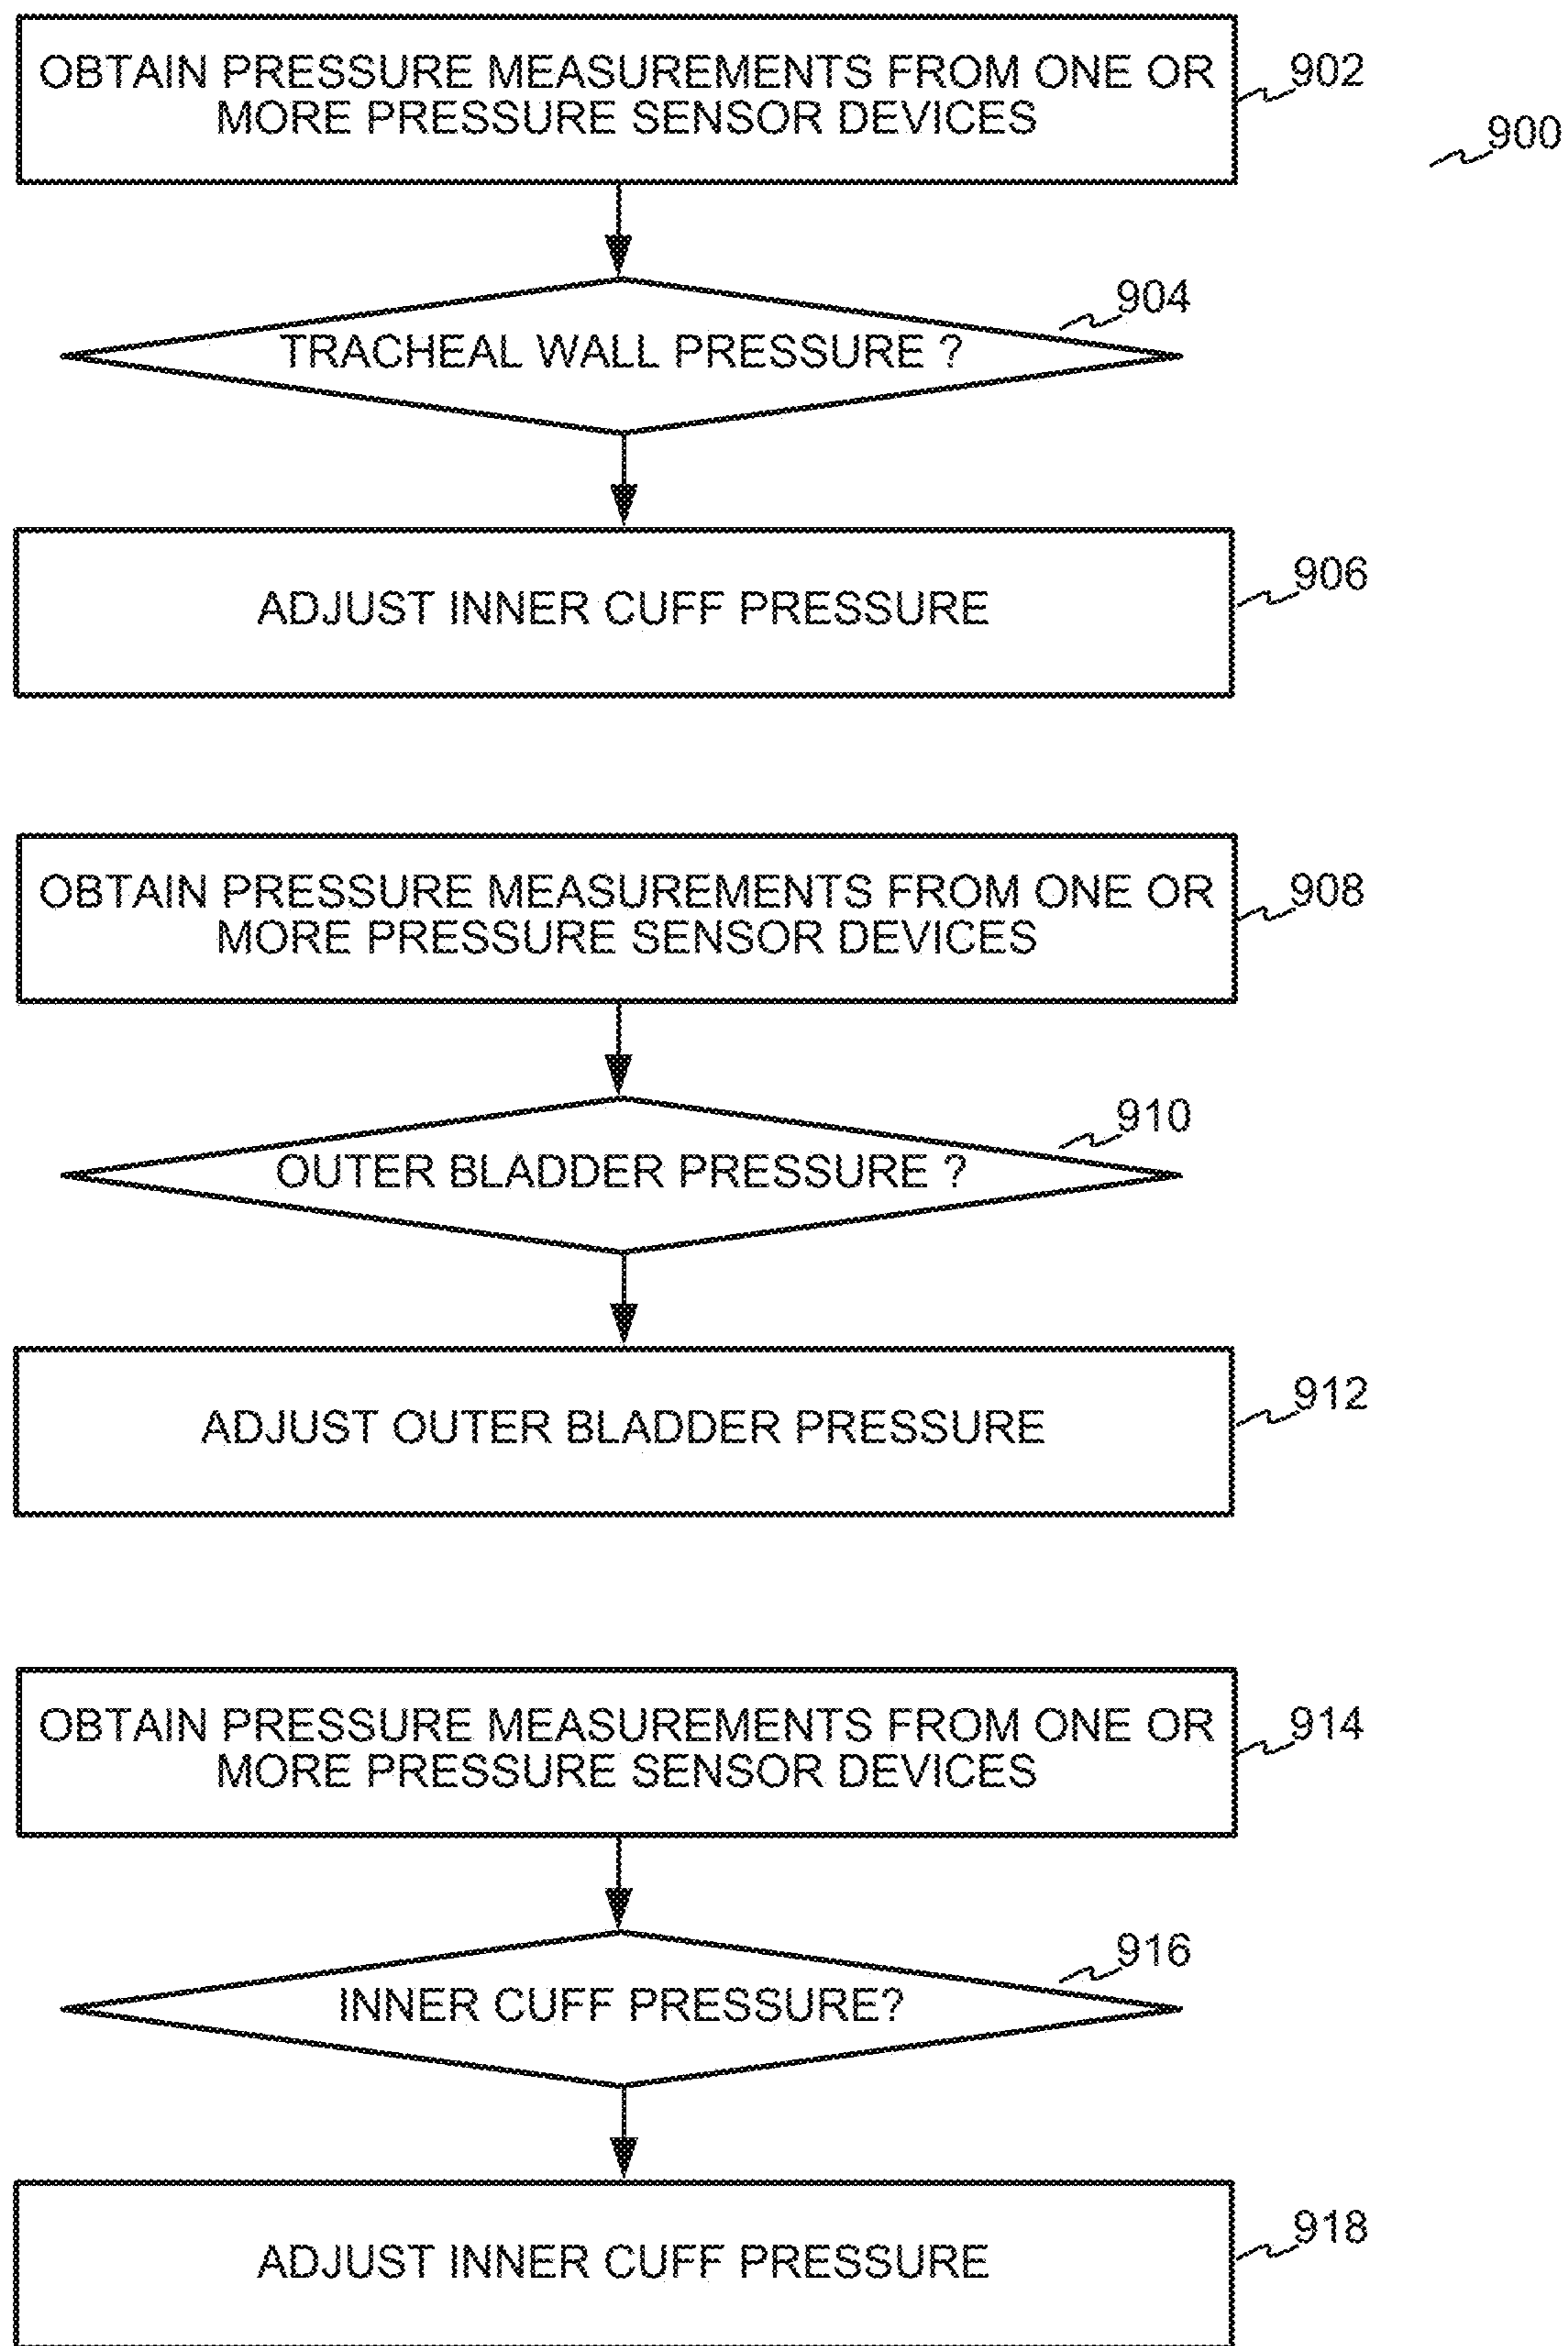 OBTAIN PRESSURE MEASUREMENTS FROM ONE OR
MORE PRESSURE SENSOR DEVICES
902
900
904
TRACHEAL WALL PRESSURE ?
906
ADJUST INNER CUFF PRESSURE
OBTAIN PRESSURE MEASUREMENTS FROM ONE OR
MORE PRESSURE SENSOR DEVICES
908
910
OUTER BLADDER PRESSURE ?
912
ADJUST OUTER BLADDER PRESSURE
OBTAIN PRESSURE MEASUREMENTS FROM ONE OR
MORE PRESSURE SENSOR DEVICES
914
916
INNER CUFF PRESSURE?
918
ADJUST INNER CUFF PRESSURE